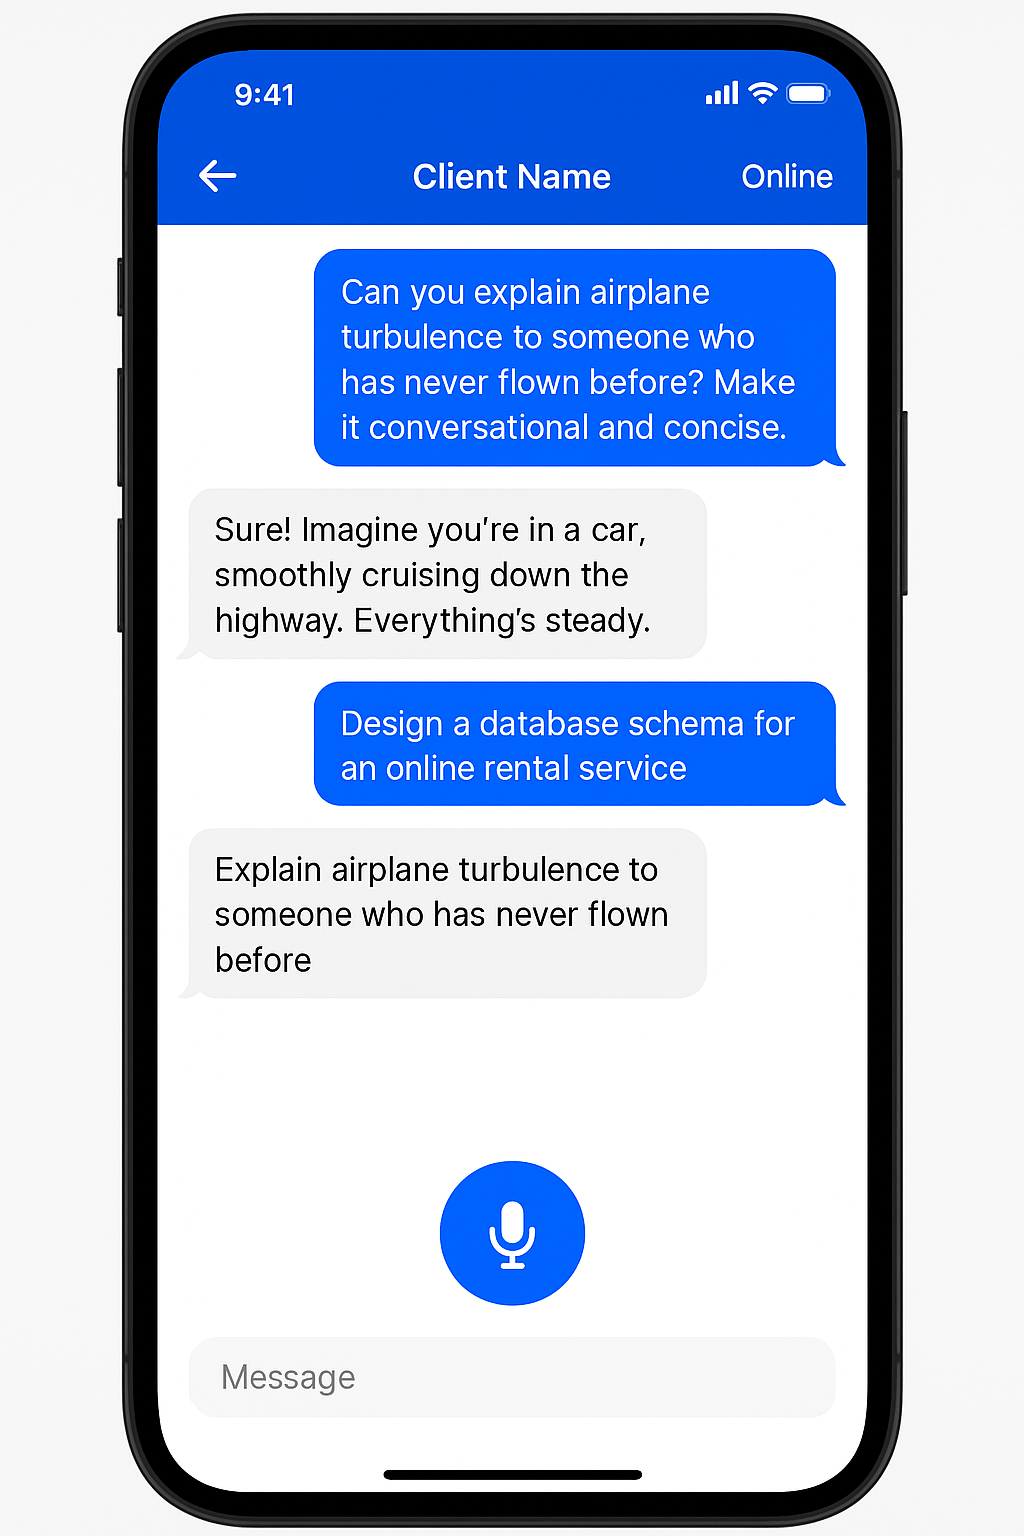 9:41
Client Name
Online
Can you explain airplane
turbulence to someone who
has never flown before? Make
it conversational and concise.
Sure! Imagine you're in a car,
smoothly cruising down the
highway. Everything's steady.
Design a database schema for
an online rental service
Explain airplane turbulence to
someone who has never flown
before
Message